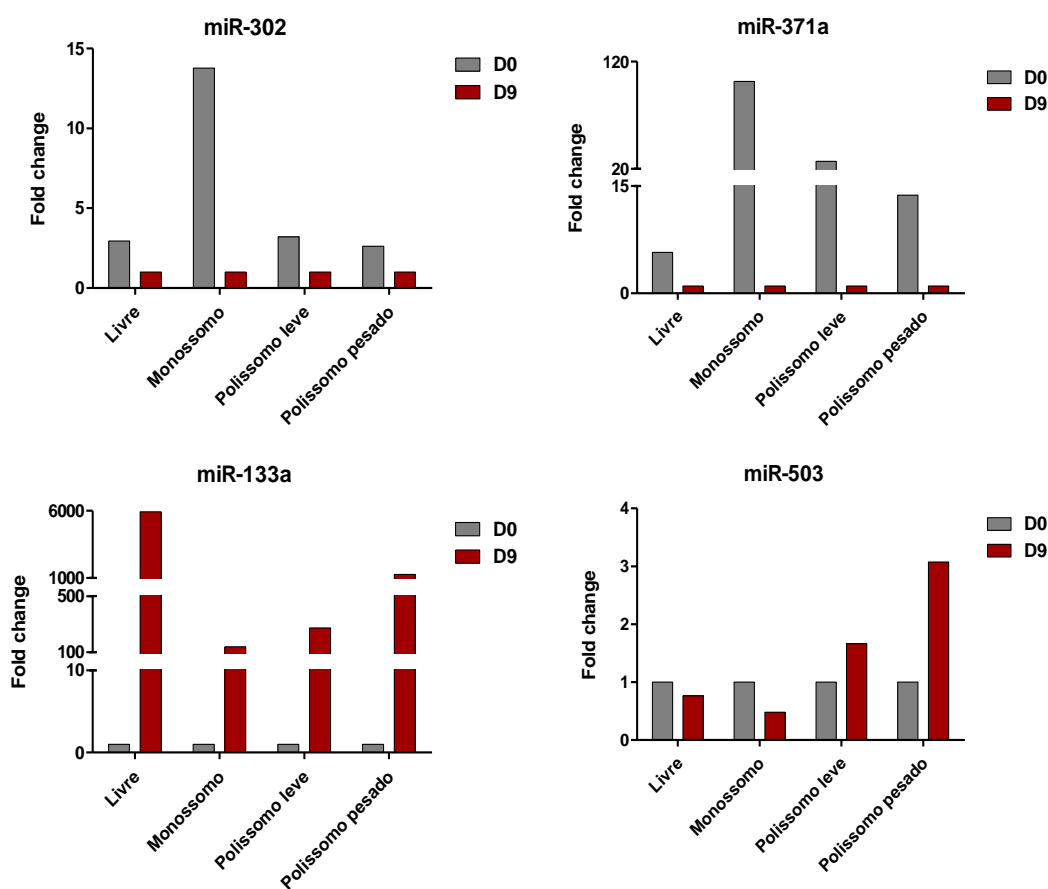 miR-302
Fold change
15
10
5
0
Livre
Monossomo
Polissomo leve
Polissomo pesado
D0
D9
miR-371a
Fold change
120
20
15
0
Livre
Monossomo
Polissomo leve
Polissomo pesado
D0
D9
miR-133a
Fold change
6000
1000
500
100
10
0
Livre
Monossomo
Polissomo leve
Polissomo pesado
D0
D9
miR-503
Fold change
4
3
2
1
0
Livre
Monossomo
Polissomo leve
Polissomo pesado
D0
D9